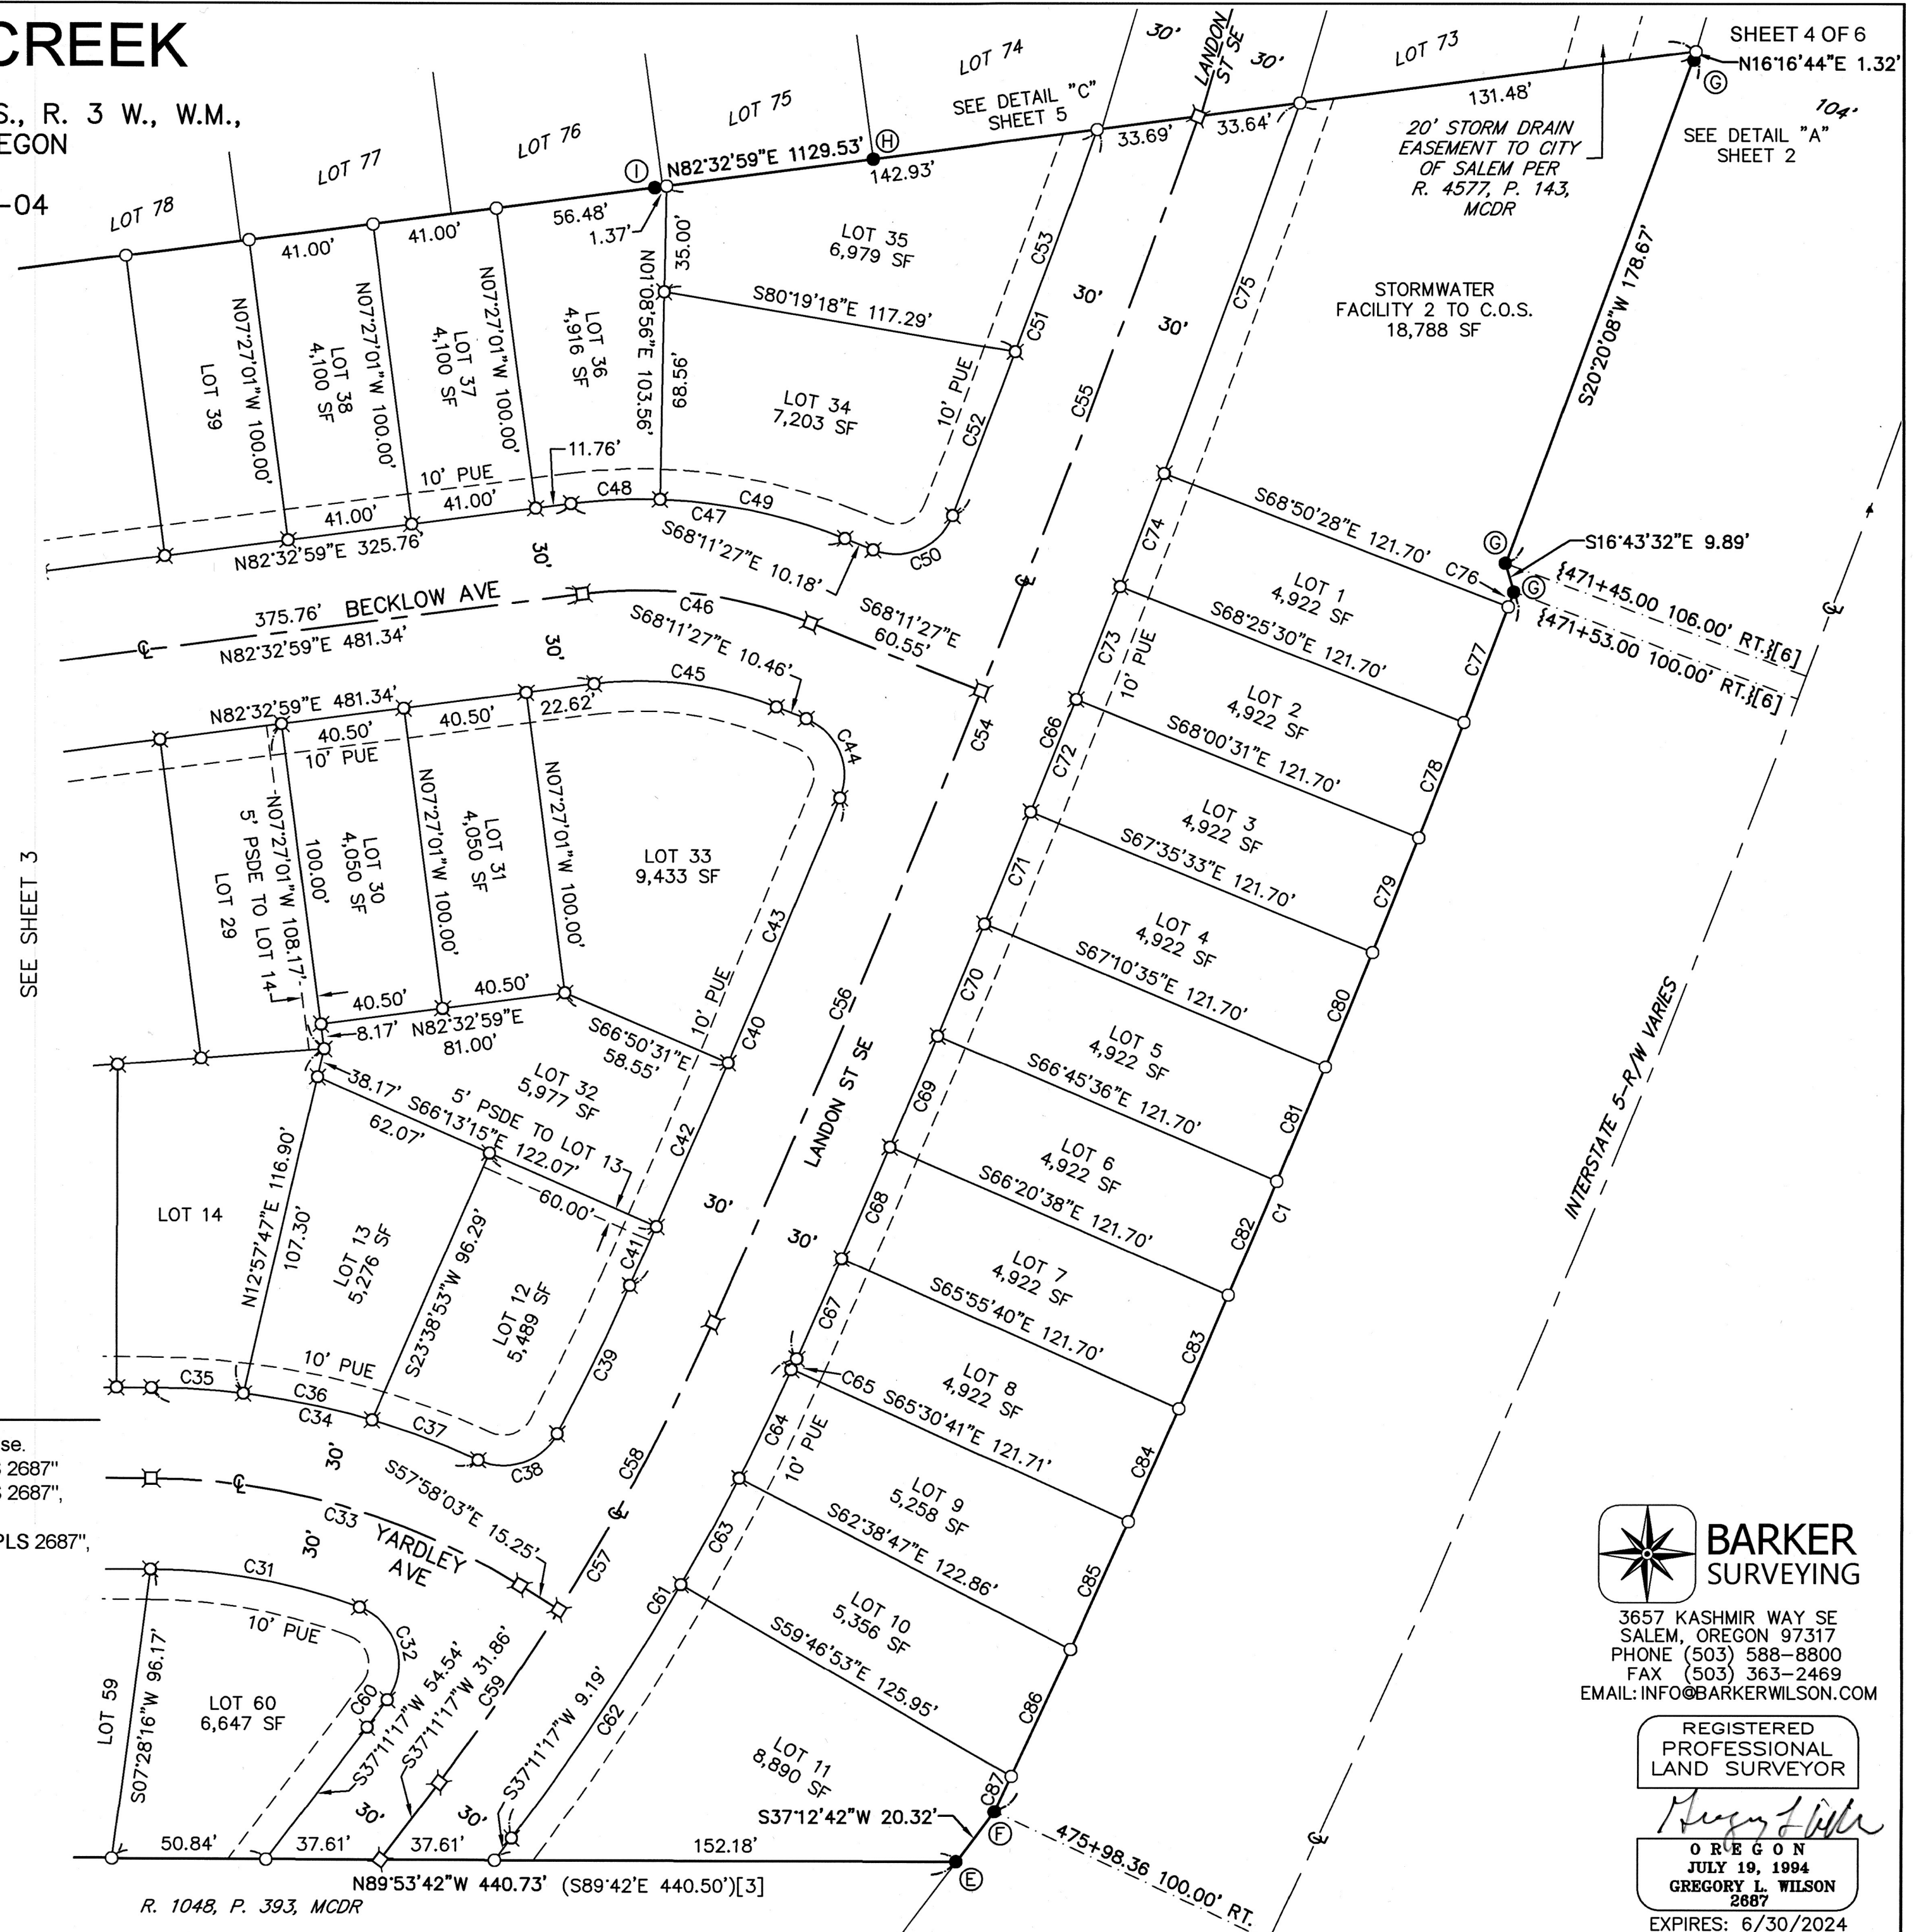 CREEK
S., R. 3 W., W.M.,
EGON
-04
SHEET 4 OF 6
N16°16'44"E 1.32'
G
104'
SEE DETAIL "A"
SHEET 2
LOT 73
131.48'
20' STORM DRAIN
EASEMENT TO CITY
OF SALEM PER
R. 4577, P. 143,
MCDR
30'
LANDON
ST SE
30'
LOT 74
SEE DETAIL "C"
SHEET 5
33.69'
33.64'
LOT 75
LOT 76
LOT 77
LOT 78
N82°32'59"E 1129.53'
H
142.93'
I
1.37'
56.48'
41.00'
41.00'
LOT 39
N07°27'01"W 100.00'
LOT 38
4,100 SF
N07°27'01"W 100.00'
LOT 37
4,100 SF
N07°27'01"W 100.00'
LOT 36
4,916 SF
N01°08'56"E 103.56'
35.00'
68.56'
LOT 35
6,979 SF
S80°19'18"E 117.29'
LOT 34
7,203 SF
10' PUE
C53
C51
C52
30'
30'
C55
C75
STORMWATER
FACILITY 2 TO C.O.S.
18,788 SF
S20°20'08"W 178.67'
10' PUE
41.00'
41.00'
11.76'
C48
C49
C47
N82°32'59"E 325.76'
S68°11'27"E 10.18'
C50
30'
375.76'
BECKLOW AVE
N82°32'59"E 481.34'
C46
S68°11'27"E
60.55'
30'
S68°11'27"E 10.46'
C45
C44
N82°32'59"E 481.34'
40.50'
40.50'
22.62'
10' PUE
C54
C74
S68°50'28"E 121.70'
C76
G
S16°43'32"E 9.89'
G
{471+45.00 106.00' RT.}[6]
{471+53.00 100.00' RT.}[6]
LOT 1
4,922 SF
S68°25'30"E 121.70'
C73
C77
10' PUE
LOT 2
4,922 SF
S68°00'31"E 121.70'
C66
C72
C78
LOT 3
4,922 SF
S67°35'33"E 121.70'
C71
C79
LOT 4
4,922 SF
S67°10'35"E 121.70'
C70
C80
LOT 5
4,922 SF
S66°45'36"E 121.70'
C69
C81
LOT 6
4,922 SF
S66°20'38"E 121.70'
C68
C82
C1
LOT 7
4,922 SF
S65°55'40"E 121.70'
C67
C83
LOT 8
4,922 SF
C65
S65°30'41"E 121.71'
C64
C84
10' PUE
LOT 9
5,258 SF
S62°38'47"E 122.86'
C63
C85
LOT 10
5,356 SF
S59°46'53"E 125.95'
C61
C86
C62
LOT 11
8,890 SF
C87
S37°12'42"W 20.32'
F
475+98.36 100.00' RT.
E
INTERSTATE 5-R/W VARIES
SEE SHEET 3
LOT 29
5' PSDE TO LOT 14
N07°27'01"W 108.17'
100.00'
LOT 30
4,050 SF
N07°27'01"W 100.00'
LOT 31
4,050 SF
N07°27'01"W 100.00'
LOT 33
9,433 SF
C43
10' PUE
C40
C56
LANDON ST SE
40.50'
40.50'
8.17'
N82°32'59"E
81.00'
S66°50'31"E
58.55'
LOT 32
5,977 SF
38.17'
S66°13'15"E 122.07'
5' PSDE TO LOT 13
62.07'
60.00'
C42
C41
30'
30'
LOT 14
N12°57'47"E 116.90'
107.30'
LOT 13
5,276 SF
S23°38'53"W 96.29'
LOT 12
5,489 SF
C39
10' PUE
C35
C36
C34
C37
C38
C58
30'
S57°58'03"E 15.25'
C33
YARDLEY
AVE
30'
C57
se.
S 2687"
S 2687",
PLS 2687",
C31
10' PUE
C32
C60
LOT 59
S07°28'16"W 96.17'
LOT 60
6,647 SF
S37°11'17"W 54.54'
S37°11'17"W 31.86'
C59
S37°11'17"W 9.19'
30'
30'
50.84'
37.61'
37.61'
152.18'
N89°53'42"W 440.73' (S89°42'E 440.50')[3]
R. 1048, P. 393, MCDR
BARKER
SURVEYING
3657 KASHMIR WAY SE
SALEM, OREGON 97317
PHONE (503) 588-8800
FAX (503) 363-2469
EMAIL: INFO@BARKERWILSON.COM
REGISTERED
PROFESSIONAL
LAND SURVEYOR
OREGON
JULY 19, 1994
GREGORY L. WILSON
2687
EXPIRES: 6/30/2024